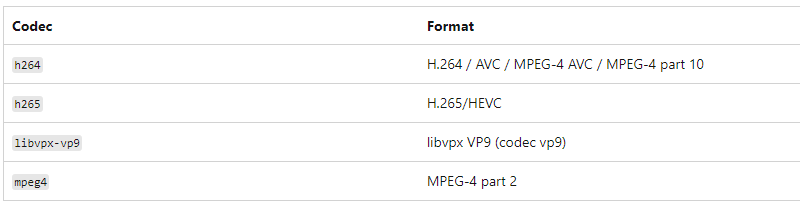 Codec Format
h264 H.264 / AVC / MPEG-4 AVC / MPEG-4 part 10
h265 H.265/HEVC
libvpx-vp9 libvpx VP9 (codec vp9)
mpeg4 MPEG-4 part 2